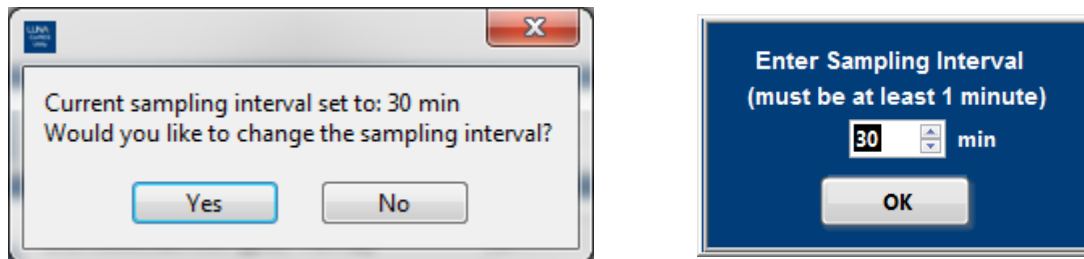 LUNA
Current sampling interval set to: 30 min
Would you like to change the sampling interval?
Yes
No
Enter Sampling Interval
(must be at least 1 minute)
30 min
OK